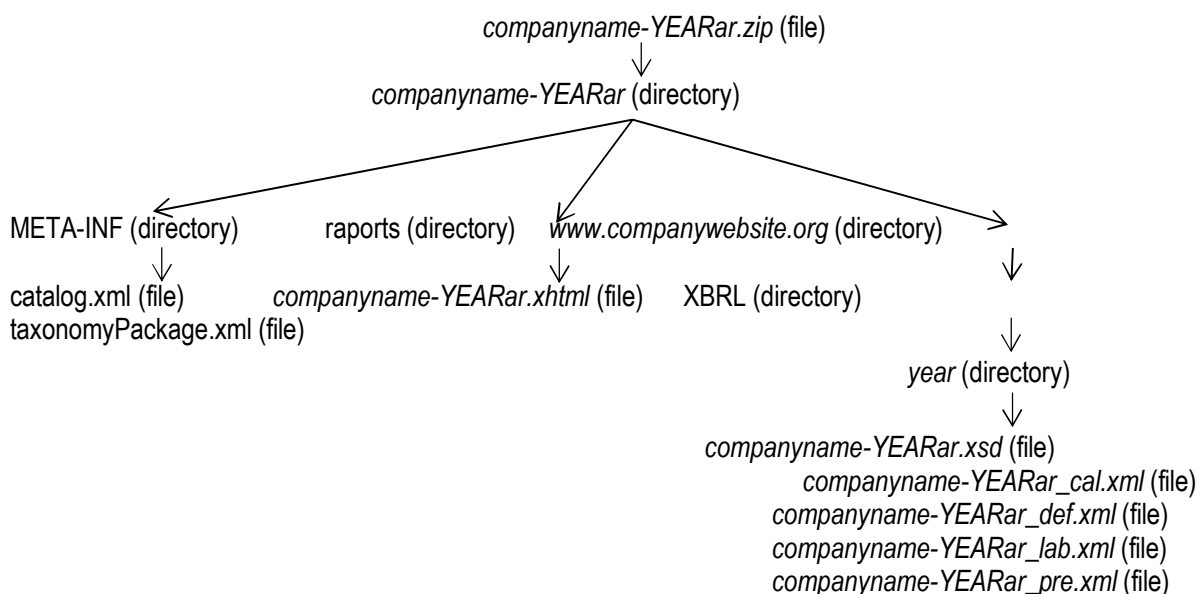 companyname-YEARar.zip (file)
companyname-YEARar (directory)
META-INF (directory) raports (directory) www.companywebsite.org (directory)
catalog.xml (file) companyname-YEARar.xhtml (file) XBRL (directory)
taxonomyPackage.xml (file)
year (directory)
companyname-YEARar.xsd (file)
companyname-YEARar_cal.xml (file)
companyname-YEARar_def.xml (file)
companyname-YEARar_lab.xml (file)
companyname-YEARar_pre.xml (file)